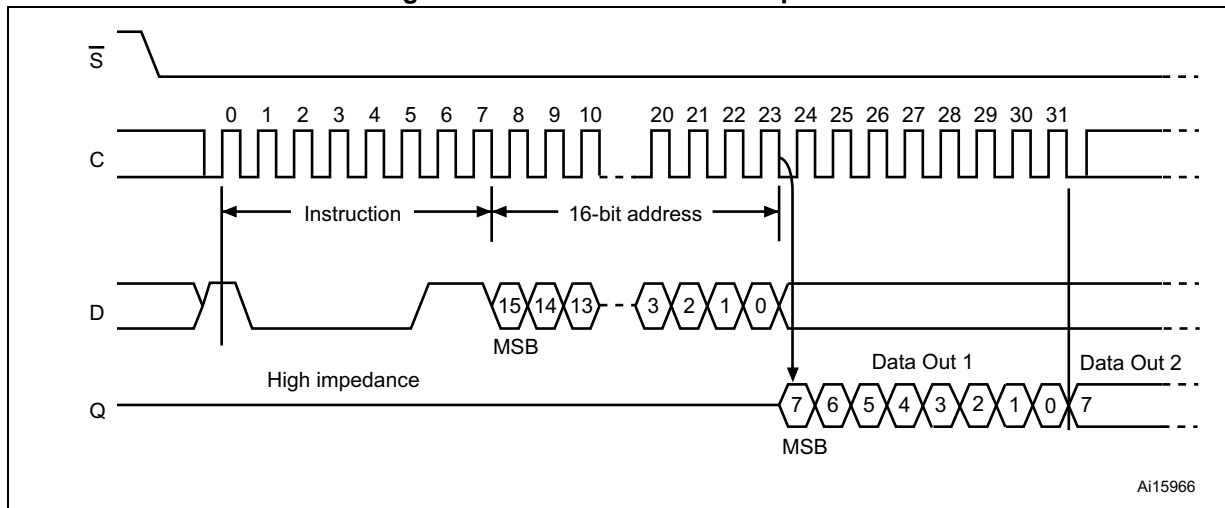 S
0 1 2 3 4 5 6 7 8 9 10 20 21 22 23 24 25 26 27 28 29 30 31
C
Instruction 16-bit address
D 15 14 13 3 2 1 0
MSB
High impedance Data Out 1 Data Out 2
Q 7 6 5 4 3 2 1 0 7
MSB
Ai15966